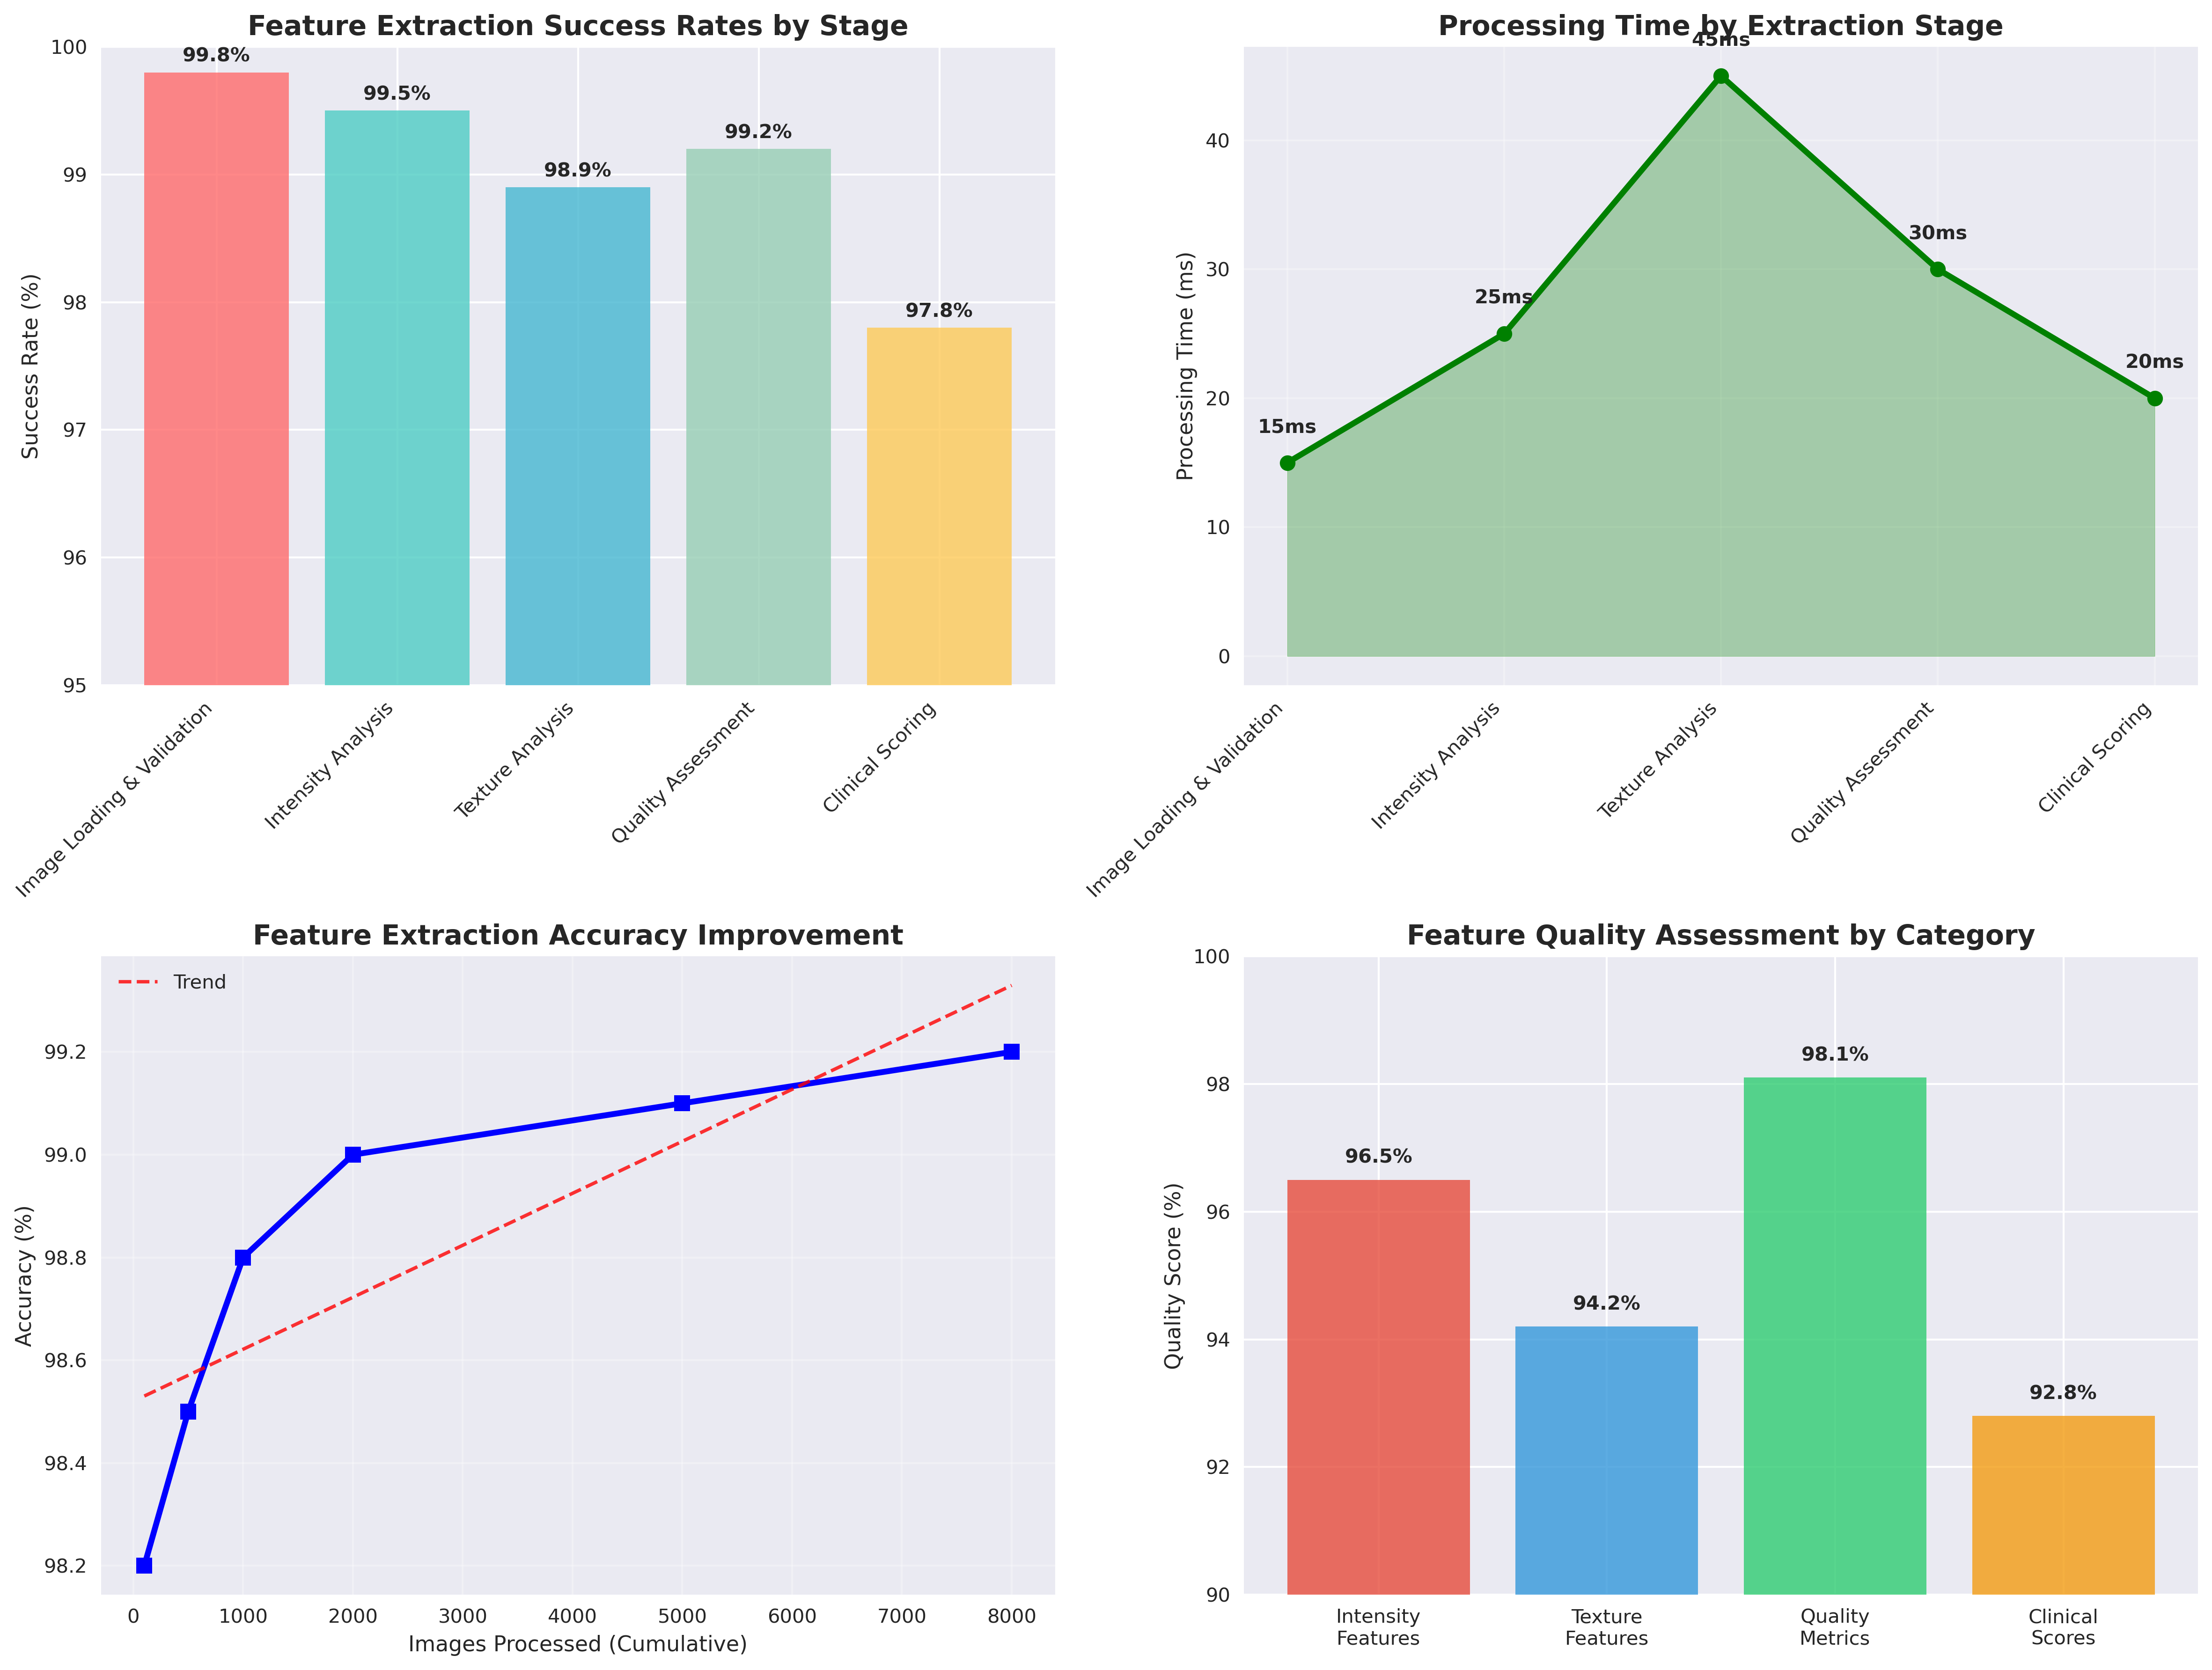 Feature Extraction Success Rates by Stage
Success Rate (%)
100
99
98
97
96
95
99.8%
99.5%
98.9%
99.2%
97.8%
Image Loading & Validation
Intensity Analysis
Texture Analysis
Quality Assessment
Clinical Scoring
Processing Time by Extraction Stage
Processing Time (ms)
40
30
20
10
0
15ms
25ms
45ms
30ms
20ms
Image Loading & Validation
Intensity Analysis
Texture Analysis
Quality Assessment
Clinical Scoring
Feature Extraction Accuracy Improvement
Trend
Accuracy (%)
99.2
99.0
98.8
98.6
98.4
98.2
0 1000 2000 3000 4000 5000 6000 7000 8000
Images Processed (Cumulative)
Feature Quality Assessment by Category
Quality Score (%)
100
98
96
94
92
90
96.5%
94.2%
98.1%
92.8%
Intensity
Features
Texture
Features
Quality
Metrics
Clinical
Scores